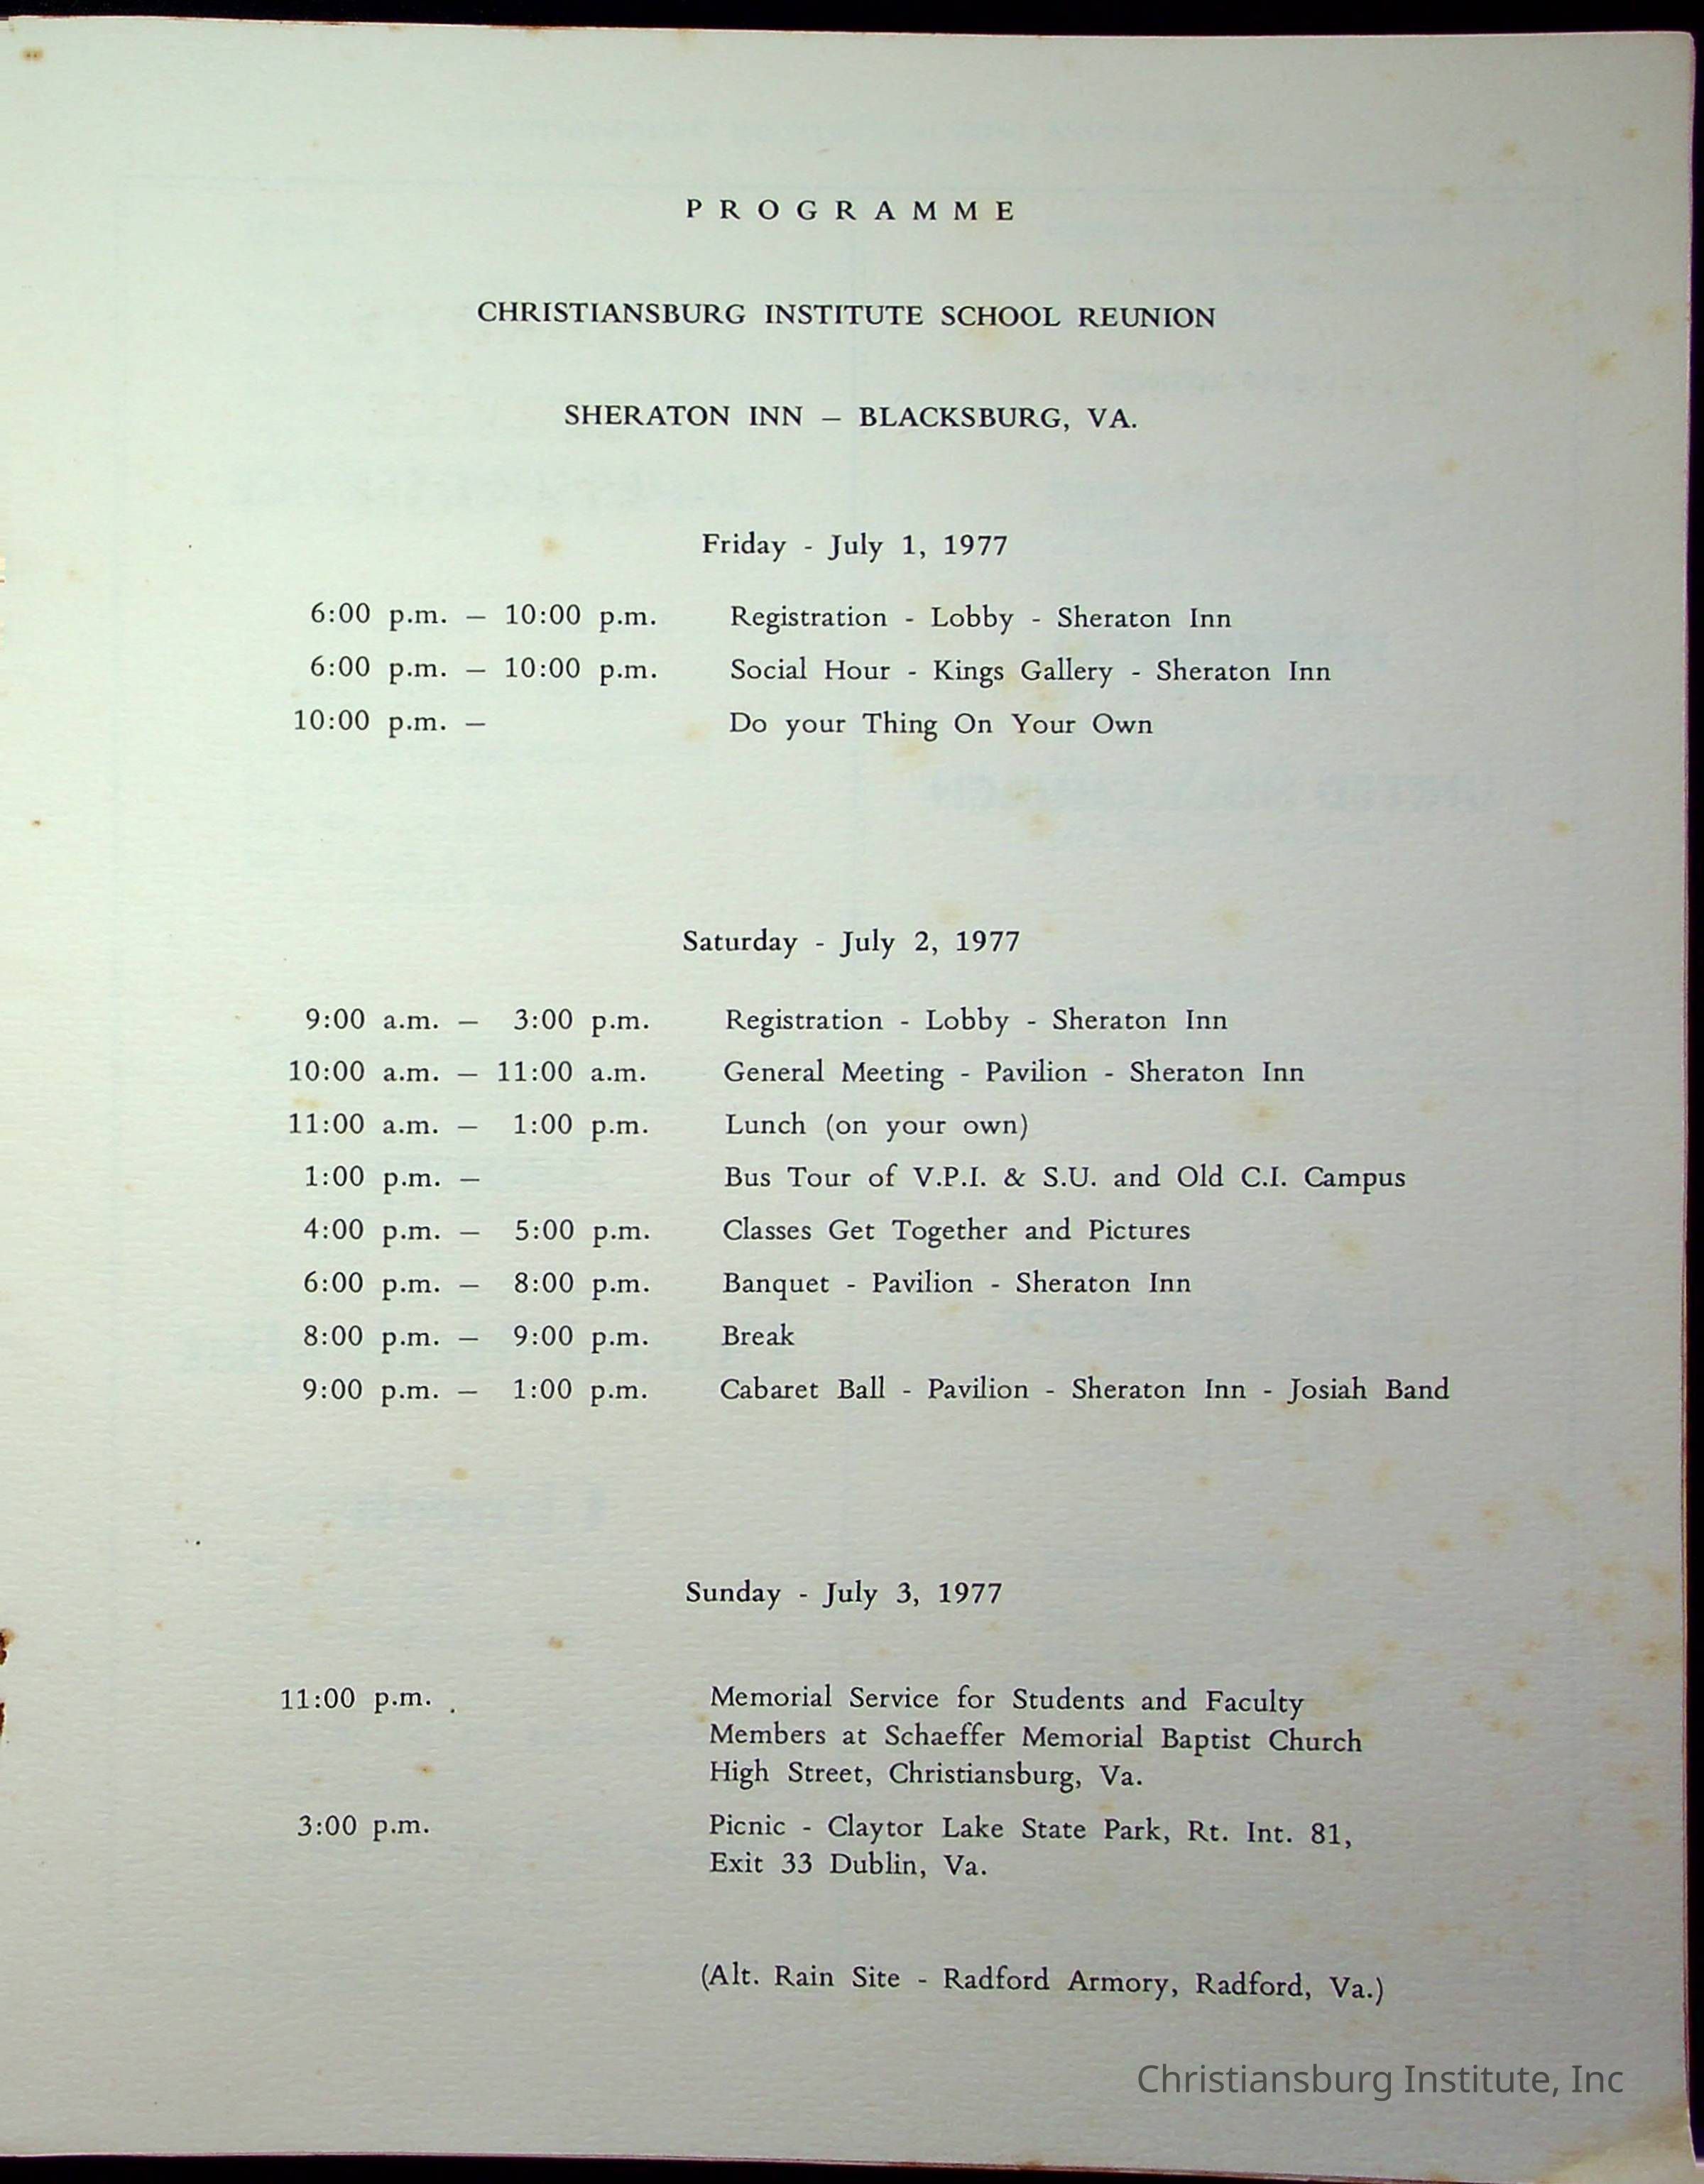 PROGRAMME
CHRISTIANSBURG INSTITUTE SCHOOL REUNION
SHERATON INN — BLACKSBURG, VA.
Friday - July 1, 1977
6:00 p.m. — 10:00 p.m. Registration - Lobby - Sheraton Inn
6:00 p.m. — 10:00 p.m. Social Hour - Kings Gallery - Sheraton Inn
10:00 p.m. — Do your Thing On Your Own
Saturday - July 2, 1977
9:00 a.m. — 3:00 p.m. Registration - Lobby - Sheraton Inn
10:00 a.m. — 11:00 a.m. General Meeting - Pavilion - Sheraton Inn
11:00 a.m. — 1:00 p.m. Lunch (on your own)
1:00 p.m. — Bus Tour of V.P.I. & S.U. and Old C.I. Campus
4:00 p.m. — 5:00 p.m. Classes Get Together and Pictures
6:00 p.m. — 8:00 p.m. Banquet - Pavilion - Sheraton Inn
8:00 p.m. — 9:00 p.m. Break
9:00 p.m. — 1:00 p.m. Cabaret Ball - Pavilion - Sheraton Inn - Josiah Band
Sunday - July 3, 1977
11:00 p.m. Memorial Service for Students and Faculty
Members at Schaeffer Memorial Baptist Church
High Street, Christiansburg, Va.
3:00 p.m. Picnic - Claytor Lake State Park, Rt. Int. 81,
Exit 33 Dublin, Va.
(Alt. Rain Site - Radford Armory, Radford, Va.)
Christiansburg Institute, Inc